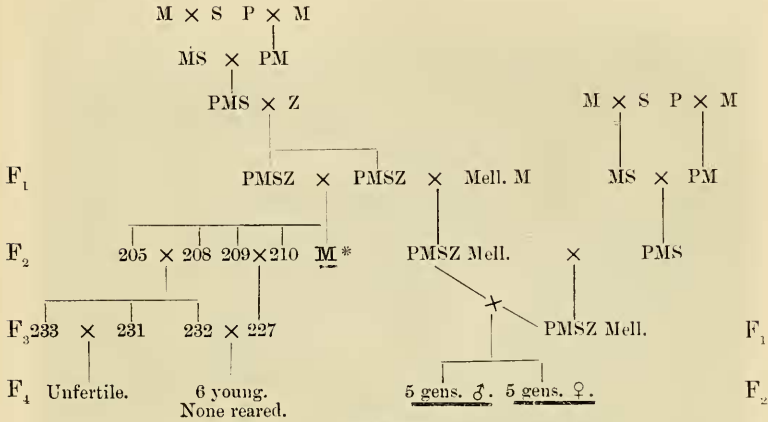 M × S P × M
MS × PM
PMS × Z
M × S P × M
F₁ PMSZ × PMSZ × Mell. M MS × PM
F₂ 205 × 208 209 × 210 M* PMSZ Mell. × PMS
F₃ 233 × 231 232 × 227 × PMSZ Mell. F₁
F₄ Unfertile. 6 young. 5 gens. ♂. 5 gens. ♀. F₂
None reared.